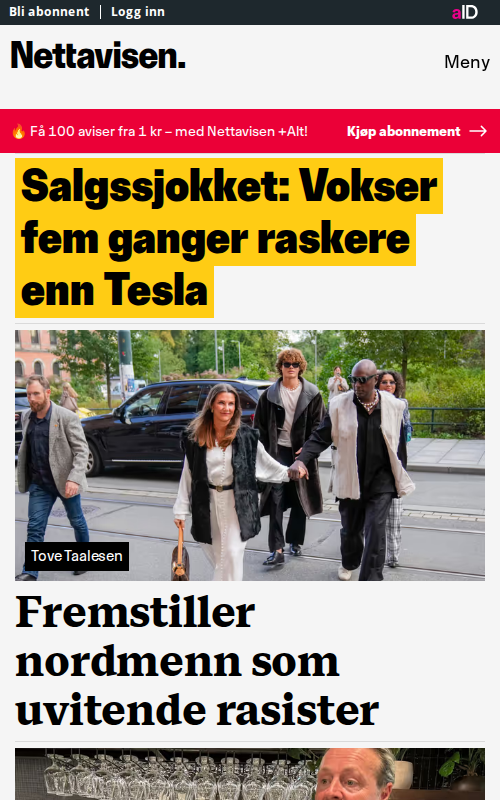 Bli abonnent | Logg inn
aID
Nettavisen.
Meny
🔥 Få 100 aviser fra 1 kr – med Nettavisen +Alt!
Kjøp abonnement →
Salgssjokket: Vokser
fem ganger raskere
enn Tesla
Tove Taalesen
Fremstiller
nordmenn som
uvitende rasister